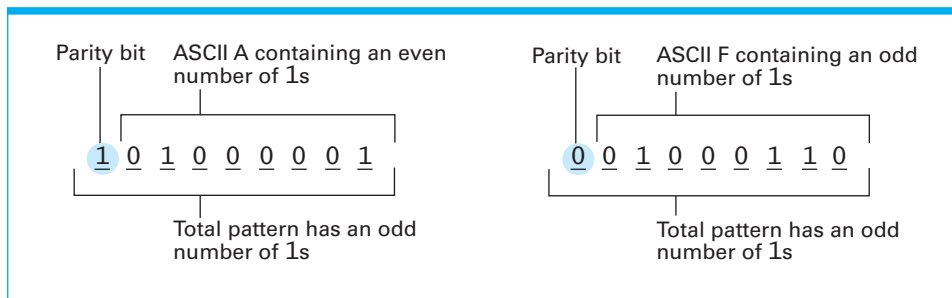 Parity bit
ASCII A containing an even
number of 1s
1 0 1 0 0 0 0 0 1
Total pattern has an odd
number of 1s
Parity bit
ASCII F containing an odd
number of 1s
0 0 1 0 0 0 1 1 0
Total pattern has an odd
number of 1s